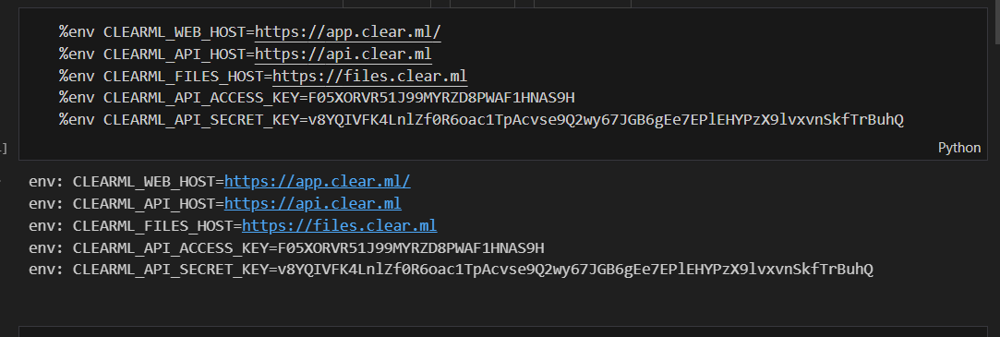 %env CLEARML_WEB_HOST=https://app.clear.ml/
%env CLEARML_API_HOST=https://api.clear.ml
%env CLEARML_FILES_HOST=https://files.clear.ml
%env CLEARML_API_ACCESS_KEY=F05XORVR51J99MYRZD8PWAF1HNAS9H
%env CLEARML_API_SECRET_KEY=v8YQIVFK4LnlZf0R6oac1TpAcvse9Q2wy67JGB6gEe7EPlEHYPzX9lvxvnSkfTrBuhQ
]
Python
env: CLEARML_WEB_HOST=https://app.clear.ml/
env: CLEARML_API_HOST=https://api.clear.ml
env: CLEARML_FILES_HOST=https://files.clear.ml
env: CLEARML_API_ACCESS_KEY=F05XORVR51J99MYRZD8PWAF1HNAS9H
env: CLEARML_API_SECRET_KEY=v8YQIVFK4LnlZf0R6oac1TpAcvse9Q2wy67JGB6gEe7EPlEHYPzX9lvxvnSkfTrBuhQ